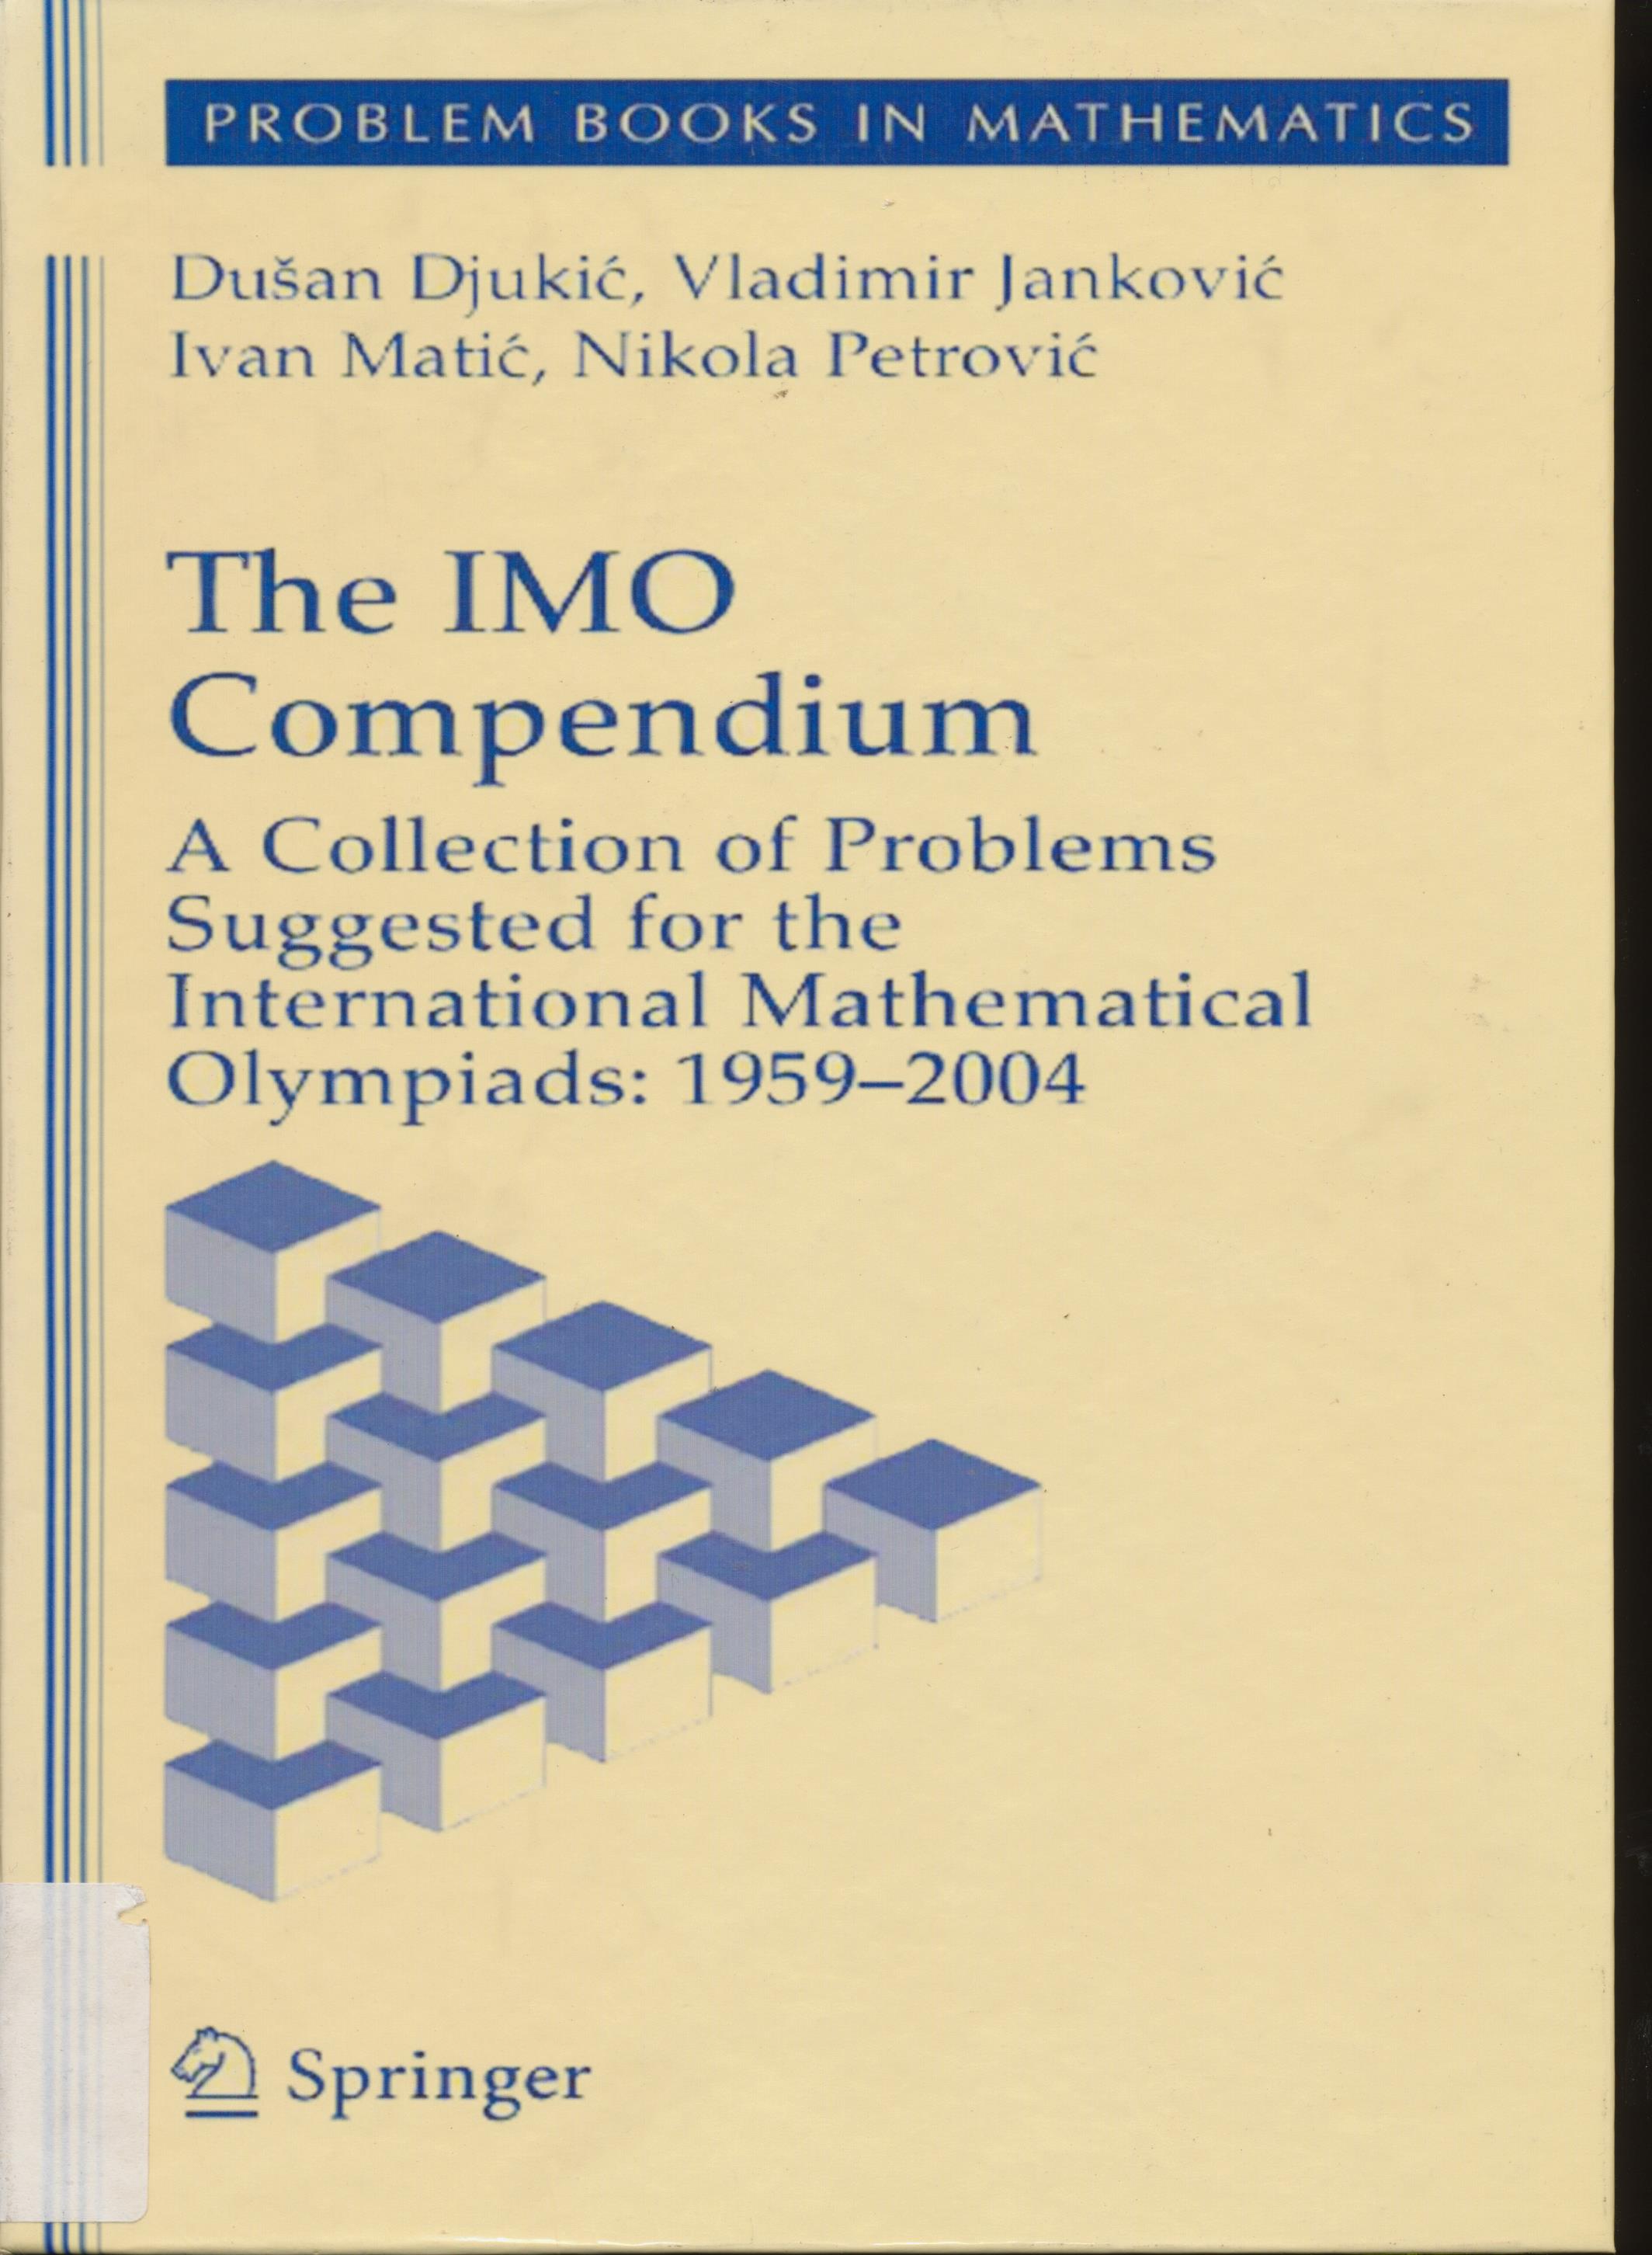 PROBLEM BOOKS IN MATHEMATICS
Dušan Djukić, Vladimir Janković
Ivan Matić, Nikola Petrović
The IMO
Compendium
A Collection of Problems
Suggested for the
International Mathematical
Olympiads: 1959–2004
Springer